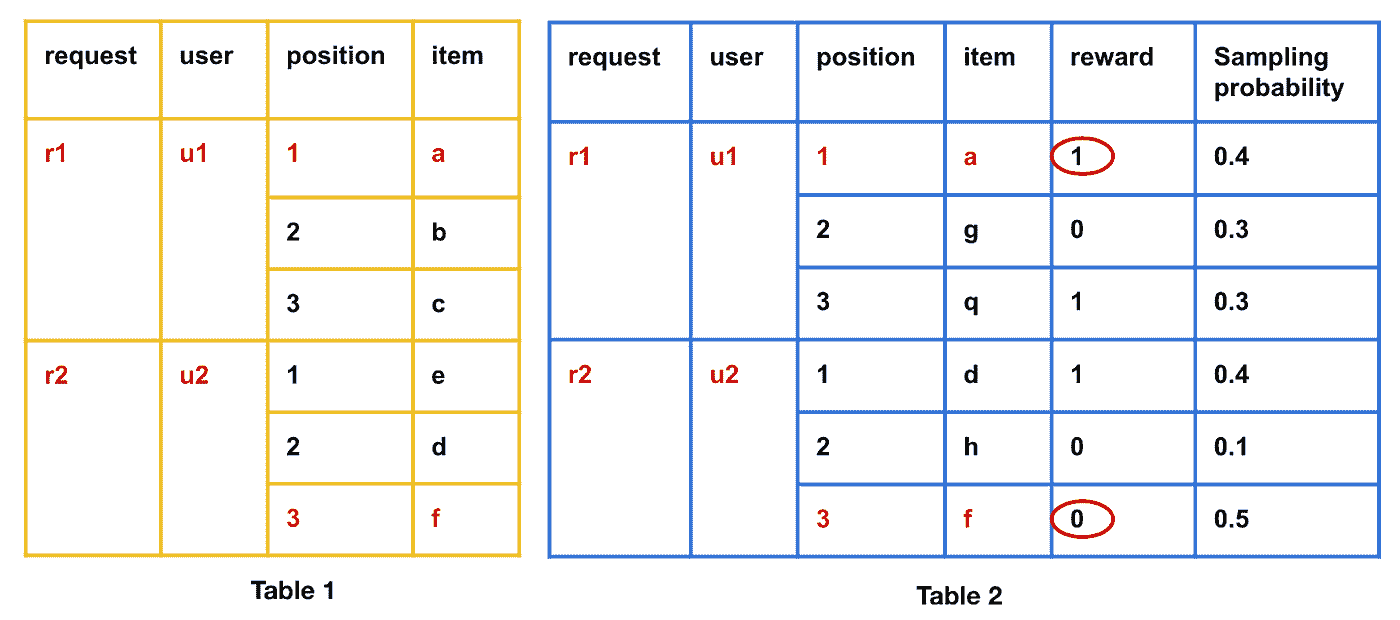 request user position item
r1 u1 1 a
2 b
3 c
r2 u2 1 e
2 d
3 f
Table 1
request user position item reward Sampling
probability
r1 u1 1 a 1 0.4
2 g 0 0.3
3 q 1 0.3
r2 u2 1 d 1 0.4
2 h 0 0.1
3 f 0 0.5
Table 2